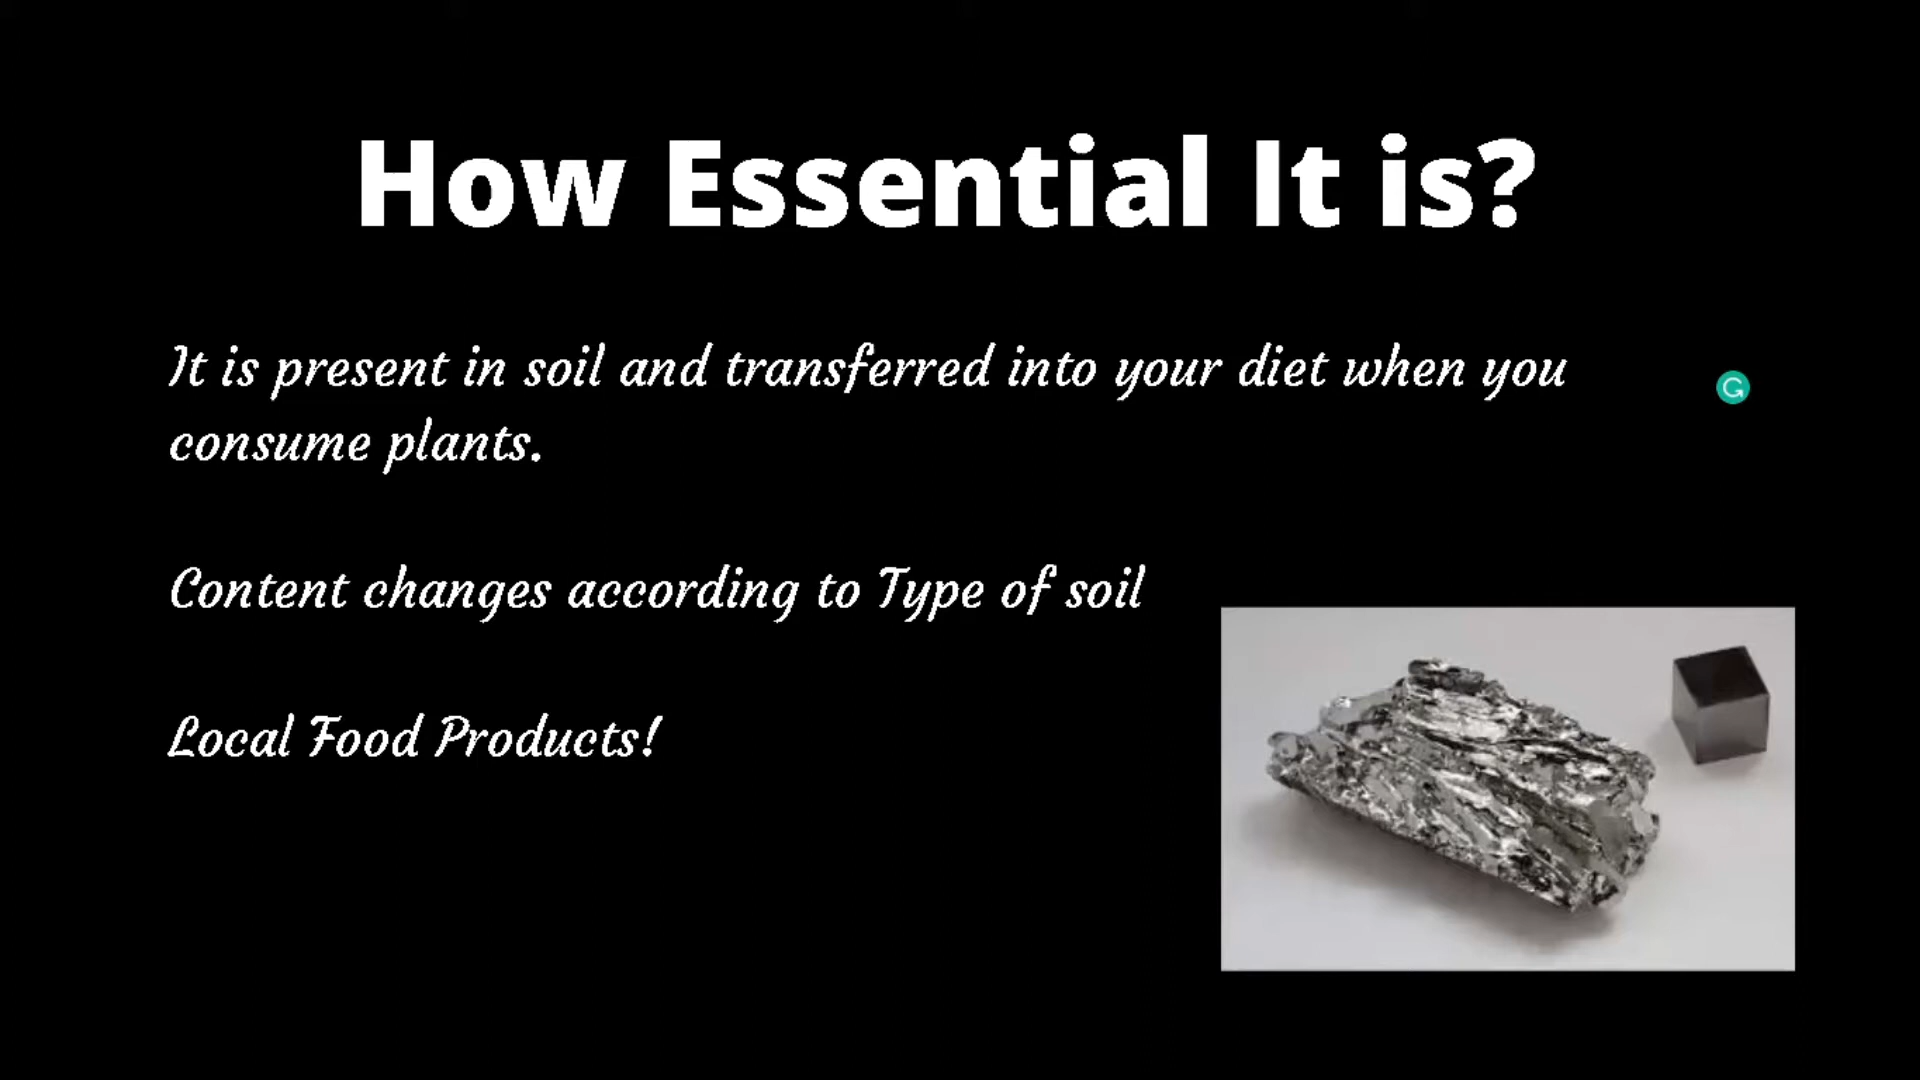 How Essential It is?
It is present in soil and transferred into your diet when you
consume plants.
Content changes according to Type of soil
Local Food Products!